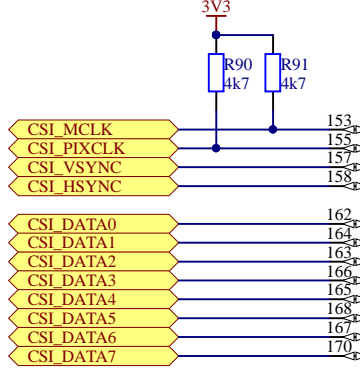 3V3
R90 R91
4k7 4k7
CSI_MCLK 153
CSI_PIXCLK 155
CSI_VSYNC 157
CSI_HSYNC 158
CSI_DATA0 162
CSI_DATA1 164
CSI_DATA2 163
CSI_DATA3 166
CSI_DATA4 165
CSI_DATA5 168
CSI_DATA6 167
CSI_DATA7 170